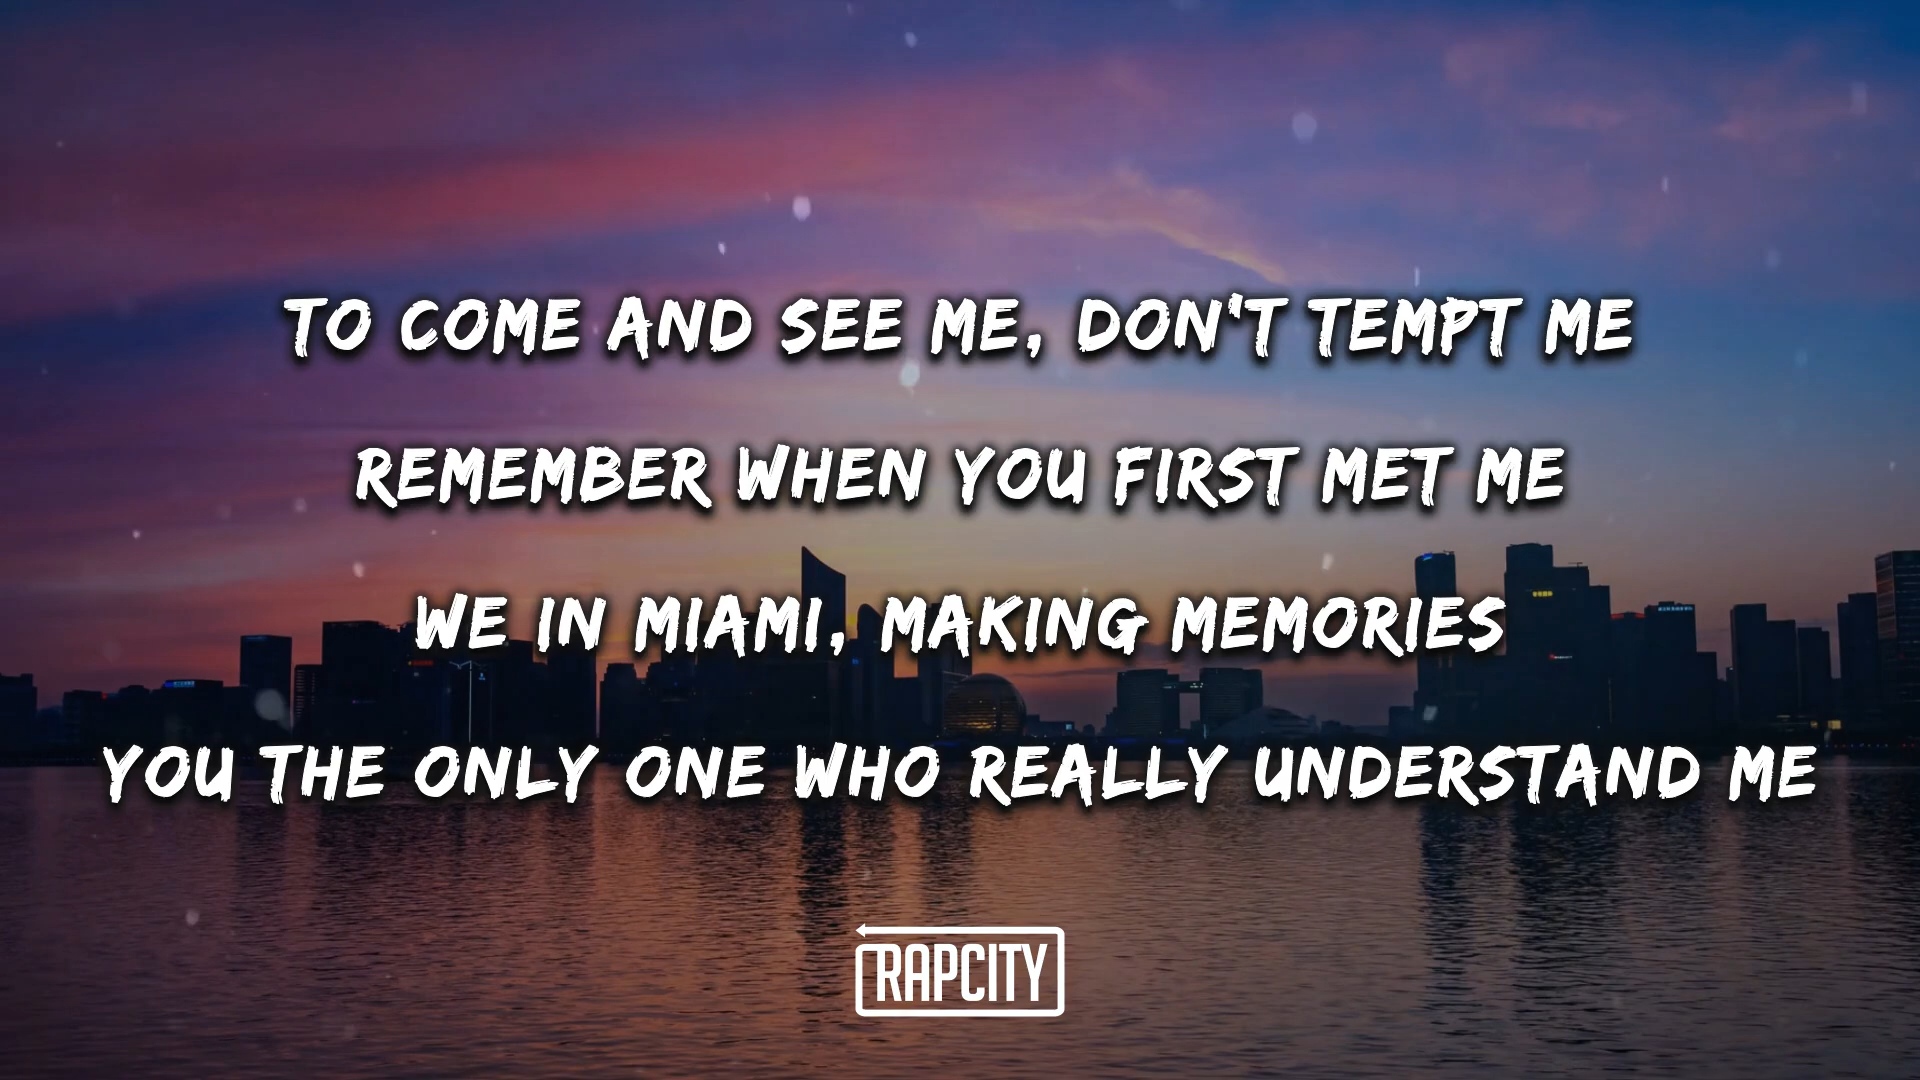 TO COME AND SEE ME, DON'T TEMPT ME
REMEMBER WHEN YOU FIRST MET ME
WE IN MIAMI, MAKING MEMORIES
YOU THE ONLY ONE WHO REALLY UNDERSTAND ME
RAPCITY